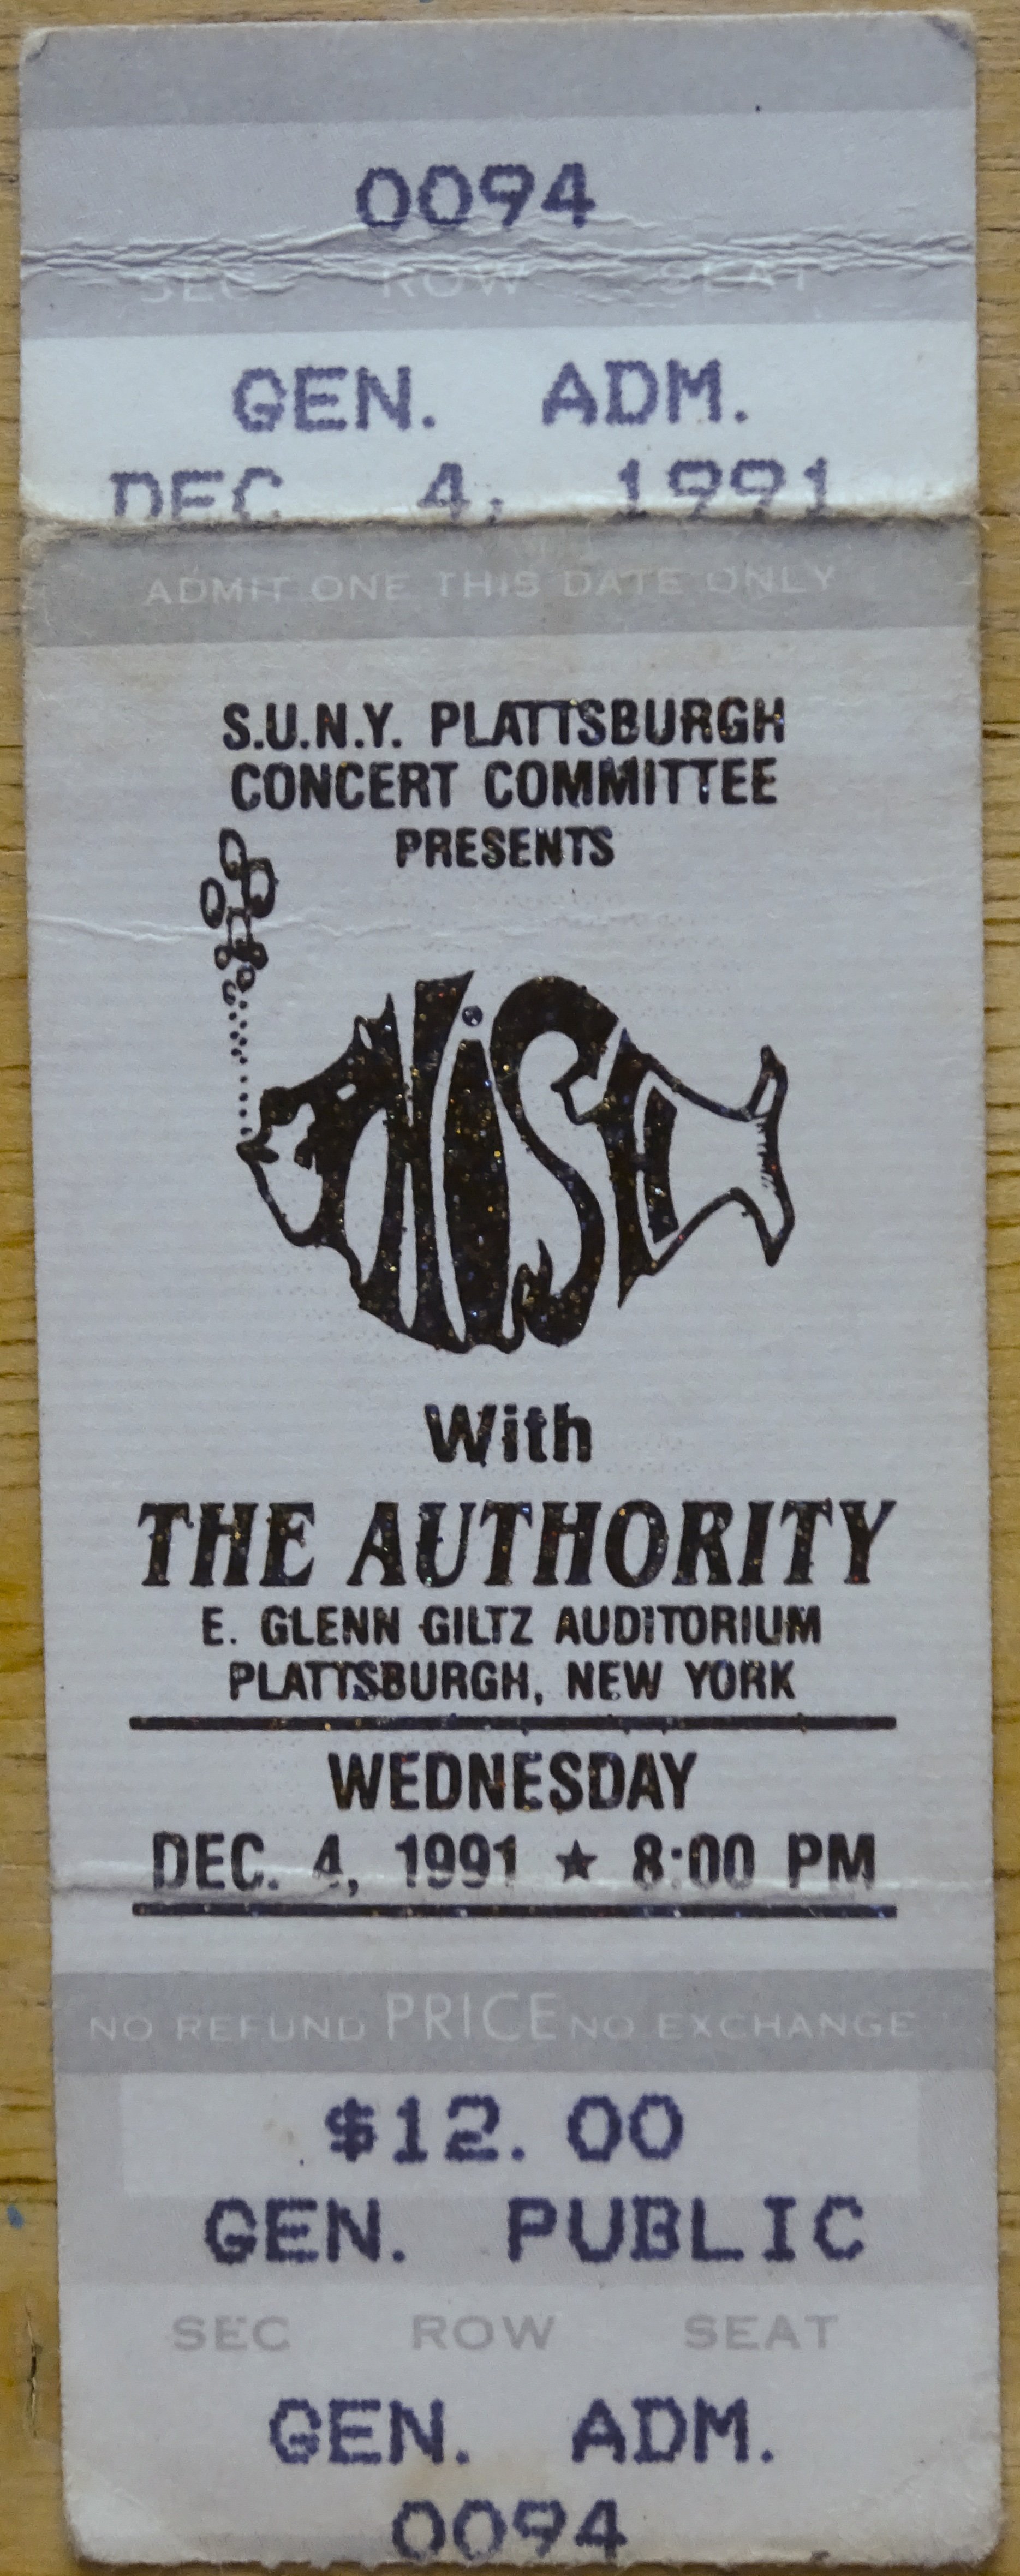 0094
SEC ROW SEAT
GEN. ADM.
DEC 4, 1991
ADMIT ONE THIS DATE ONLY
S.U.N.Y. PLATTSBURGH
CONCERT COMMITTEE
PRESENTS
PHiSH
With
THE AUTHORITY
E. GLENN GILTZ AUDITORIUM
PLATTSBURGH, NEW YORK
WEDNESDAY
DEC. 4, 1991 ★ 8:00 PM
NO REFUND PRICE NO EXCHANGE
$12.00
GEN. PUBLIC
SEC ROW SEAT
GEN. ADM.
0094